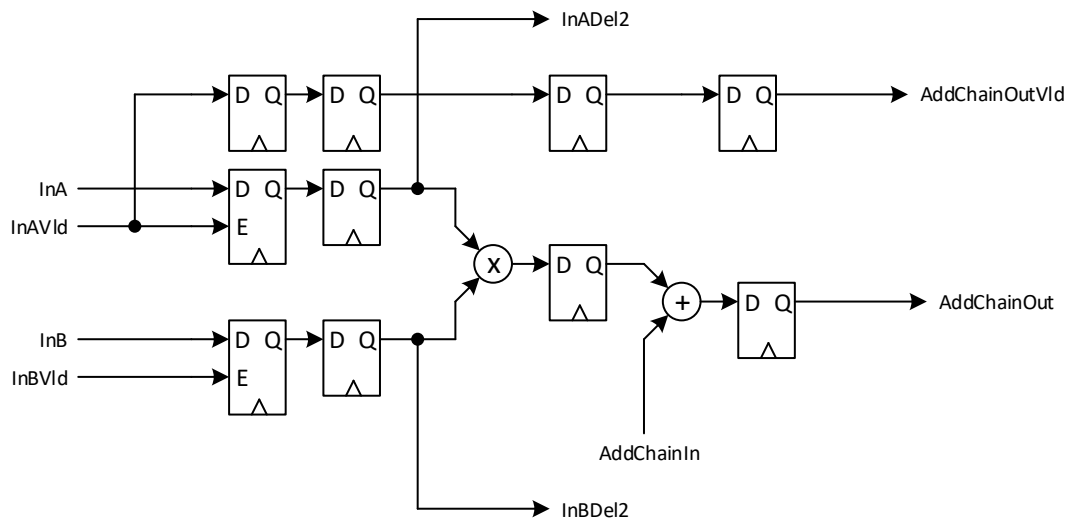 InADel2
D Q D Q D Q D Q AddChainOutVld
InA D Q D Q
InAVld E
x D Q
+ D Q AddChainOut
InB D Q D Q
InBVld E
AddChainIn
InBDel2